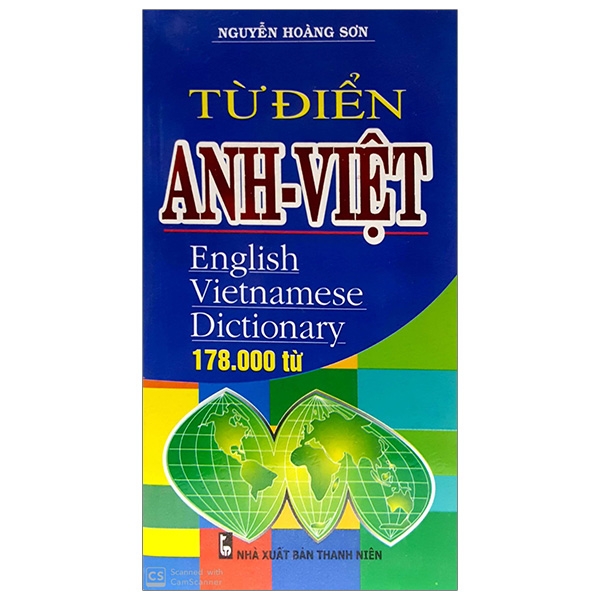 NGUYỄN HOÀNG SƠN
TỪ ĐIỂN
ANH-VIỆT
English
Vietnamese
Dictionary
178.000 từ
NHÀ XUẤT BẢN THANH NIÊN
CS Scanned with
CamScanner